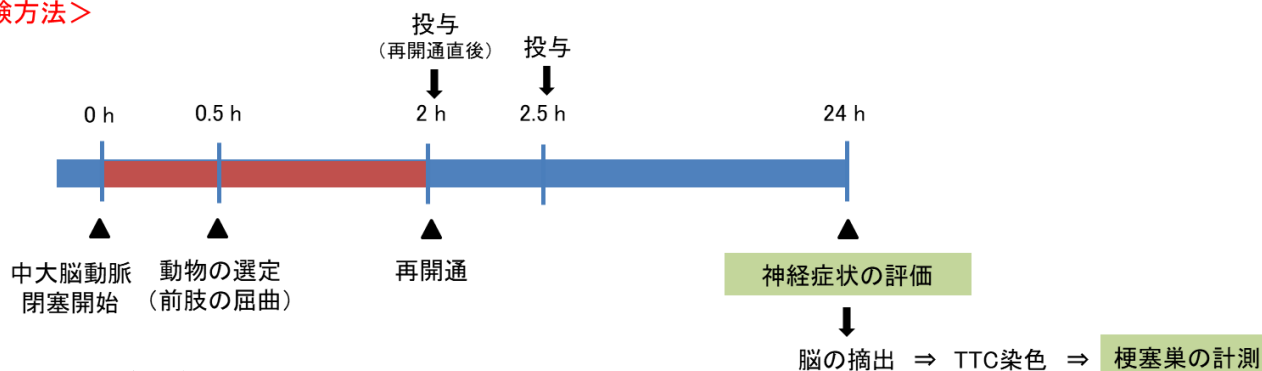 験方法＞
投与
（再開通直後）
投与
0 h
0.5 h
2 h
2.5 h
24 h
中大脳動脈
閉塞開始
動物の選定
（前肢の屈曲）
再開通
神経症状の評価
脳の摘出 ⇒ TTC染色 ⇒ 梗塞巣の計測